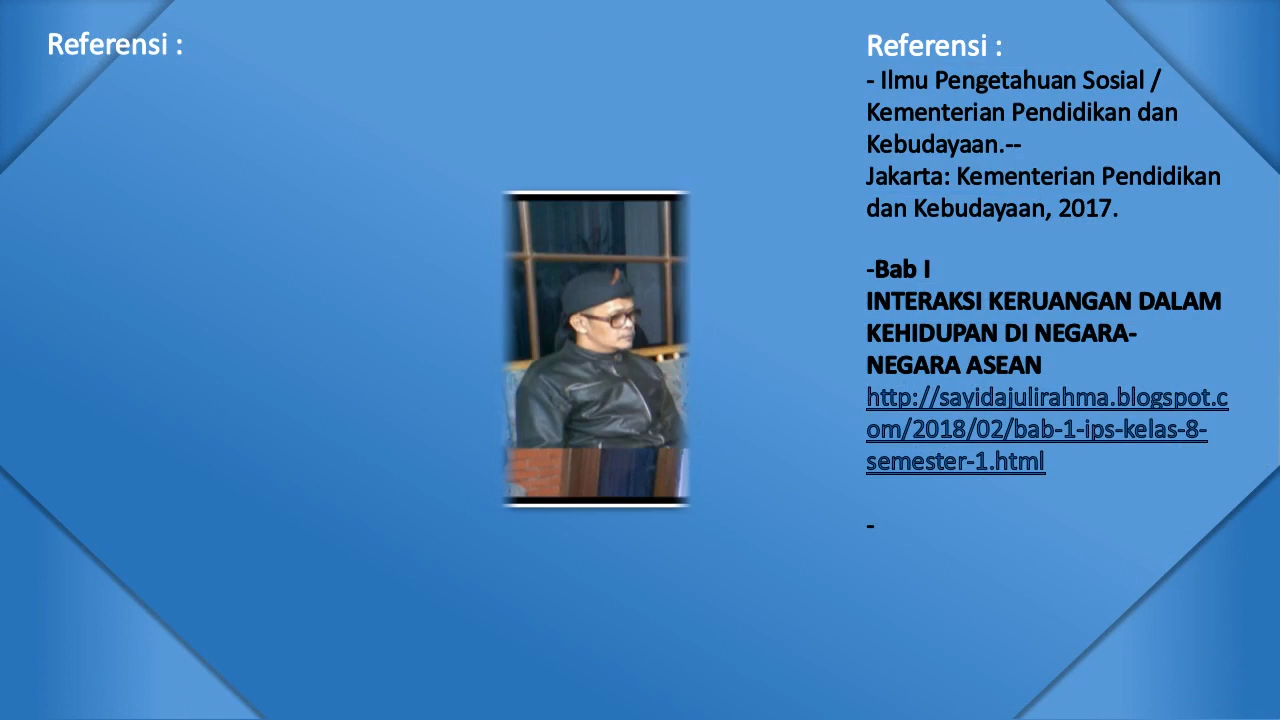 Referensi :
Referensi :
- Ilmu Pengetahuan Sosial /
Kementerian Pendidikan dan
Kebudayaan.--
Jakarta: Kementerian Pendidikan
dan Kebudayaan, 2017.
-Bab I
INTERAKSI KERUANGAN DALAM
KEHIDUPAN DI NEGARA-
NEGARA ASEAN
http://sayidajulirahma.blogspot.c
om/2018/02/bab-1-ips-kelas-8-
semester-1.html
-